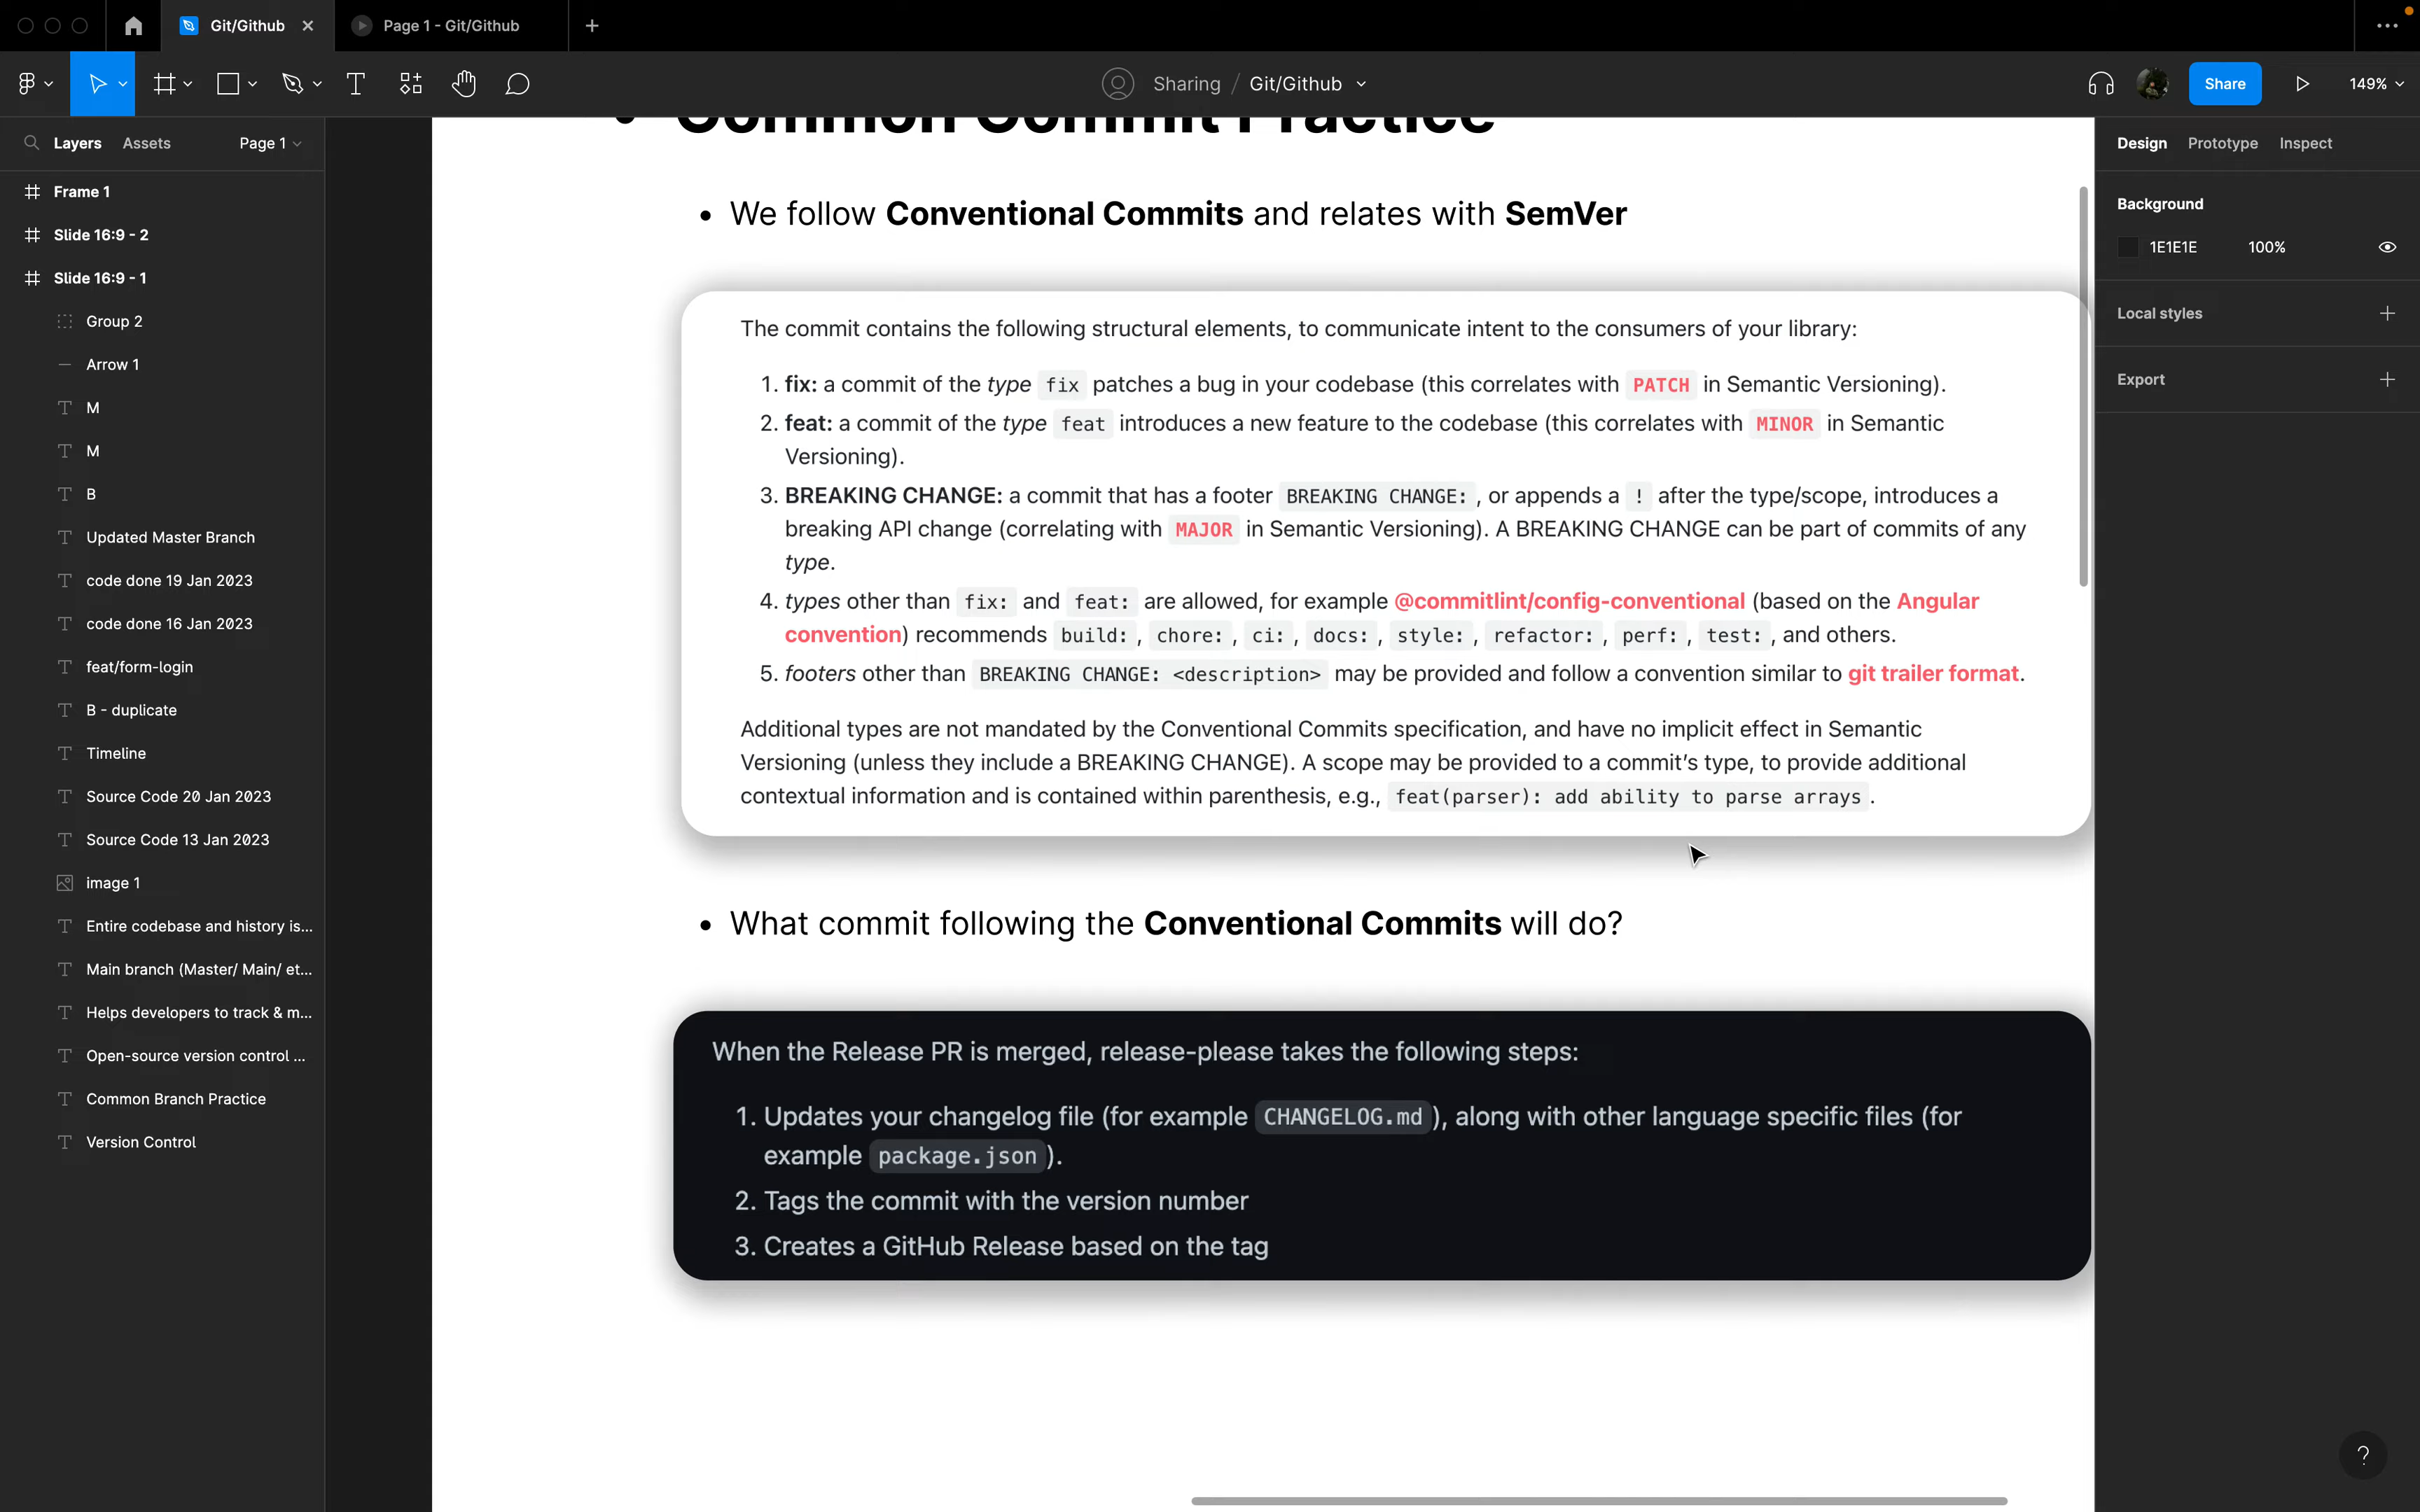 Git/Github
Page 1 - Git/Github
Sharing / Git/Github
Share
149%
Layers
Assets
Page 1
Frame 1
Slide 16:9 - 2
Slide 16:9 - 1
Group 2
Arrow 1
M
M
B
Updated Master Branch
code done 19 Jan 2023
code done 16 Jan 2023
feat/form-login
B - duplicate
Timeline
Source Code 20 Jan 2023
Source Code 13 Jan 2023
image 1
Entire codebase and history is...
Main branch (Master/ Main/ et...
Helps developers to track & m...
Open-source version control ...
Common Branch Practice
Version Control
• Common Commit Practice
• We follow Conventional Commits and relates with SemVer
The commit contains the following structural elements, to communicate intent to the consumers of your library:
1. fix: a commit of the type fix patches a bug in your codebase (this correlates with PATCH in Semantic Versioning).
2. feat: a commit of the type feat introduces a new feature to the codebase (this correlates with MINOR in Semantic
Versioning).
3. BREAKING CHANGE: a commit that has a footer BREAKING CHANGE:, or appends a ! after the type/scope, introduces a
breaking API change (correlating with MAJOR in Semantic Versioning). A BREAKING CHANGE can be part of commits of any
type.
4. types other than fix: and feat: are allowed, for example @commitlint/config-conventional (based on the Angular
convention) recommends build:, chore:, ci:, docs:, style:, refactor:, perf:, test:, and others.
5. footers other than BREAKING CHANGE: <description> may be provided and follow a convention similar to git trailer format.
Additional types are not mandated by the Conventional Commits specification, and have no implicit effect in Semantic
Versioning (unless they include a BREAKING CHANGE). A scope may be provided to a commit’s type, to provide additional
contextual information and is contained within parenthesis, e.g., feat(parser): add ability to parse arrays.
• What commit following the Conventional Commits will do?
When the Release PR is merged, release-please takes the following steps:
1. Updates your changelog file (for example CHANGELOG.md), along with other language specific files (for
example package.json).
2. Tags the commit with the version number
3. Creates a GitHub Release based on the tag
Design
Prototype
Inspect
Background
1E1E1E
100%
Local styles
Export
?